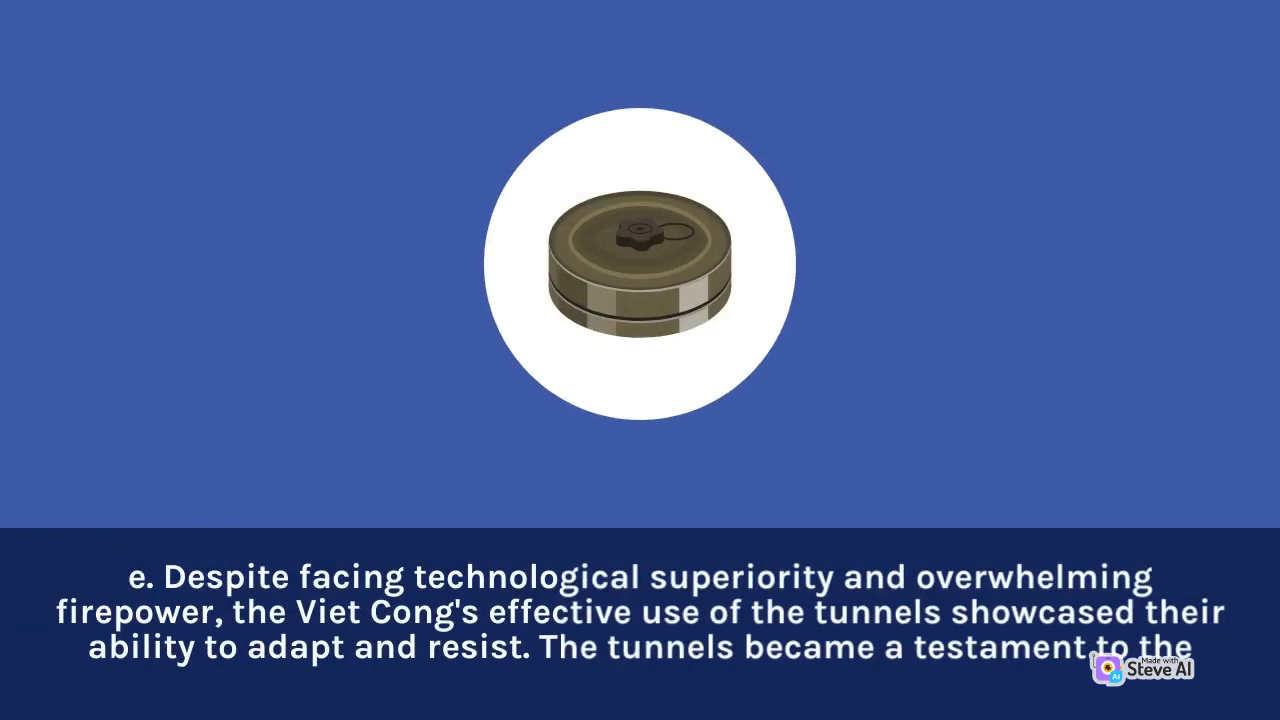 e. Despite facing technological superiority and overwhelming
firepower, the Viet Cong's effective use of the tunnels showcased their
ability to adapt and resist. The tunnels became a testament to the
Made with
Steve AI
AI